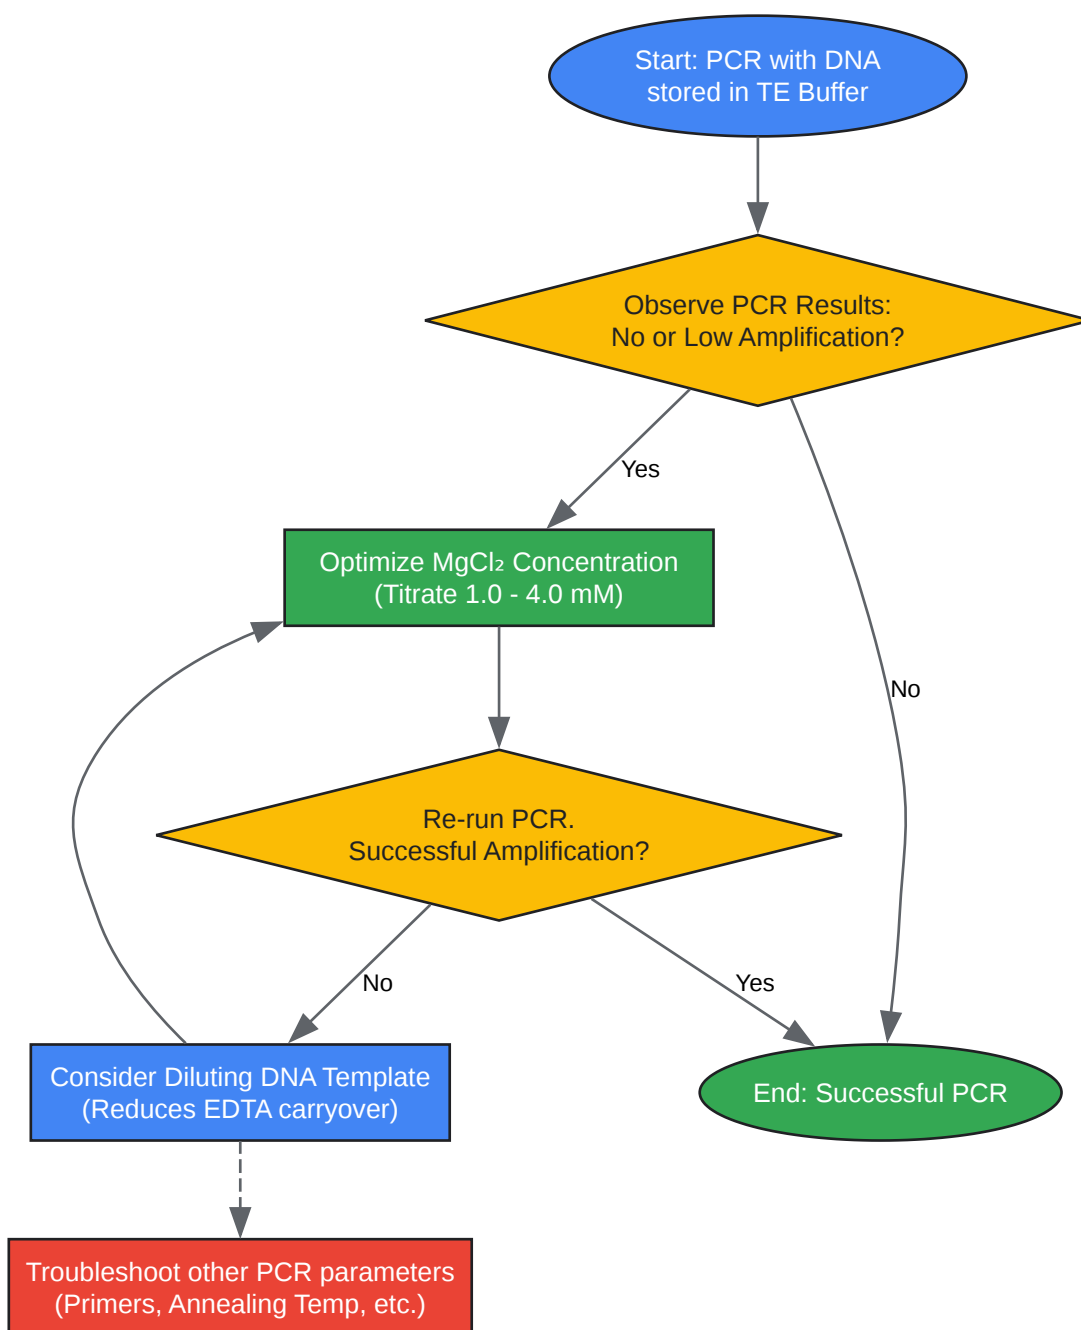 Start: PCR with DNA
stored in TE Buffer
Observe PCR Results:
No or Low Amplification?
Yes
Optimize MgCl₂ Concentration
(Titrate 1.0 - 4.0 mM)
No
Re-run PCR.
Successful Amplification?
No
Yes
Consider Diluting DNA Template
(Reduces EDTA carryover)
End: Successful PCR
Troubleshoot other PCR parameters
(Primers, Annealing Temp, etc.)